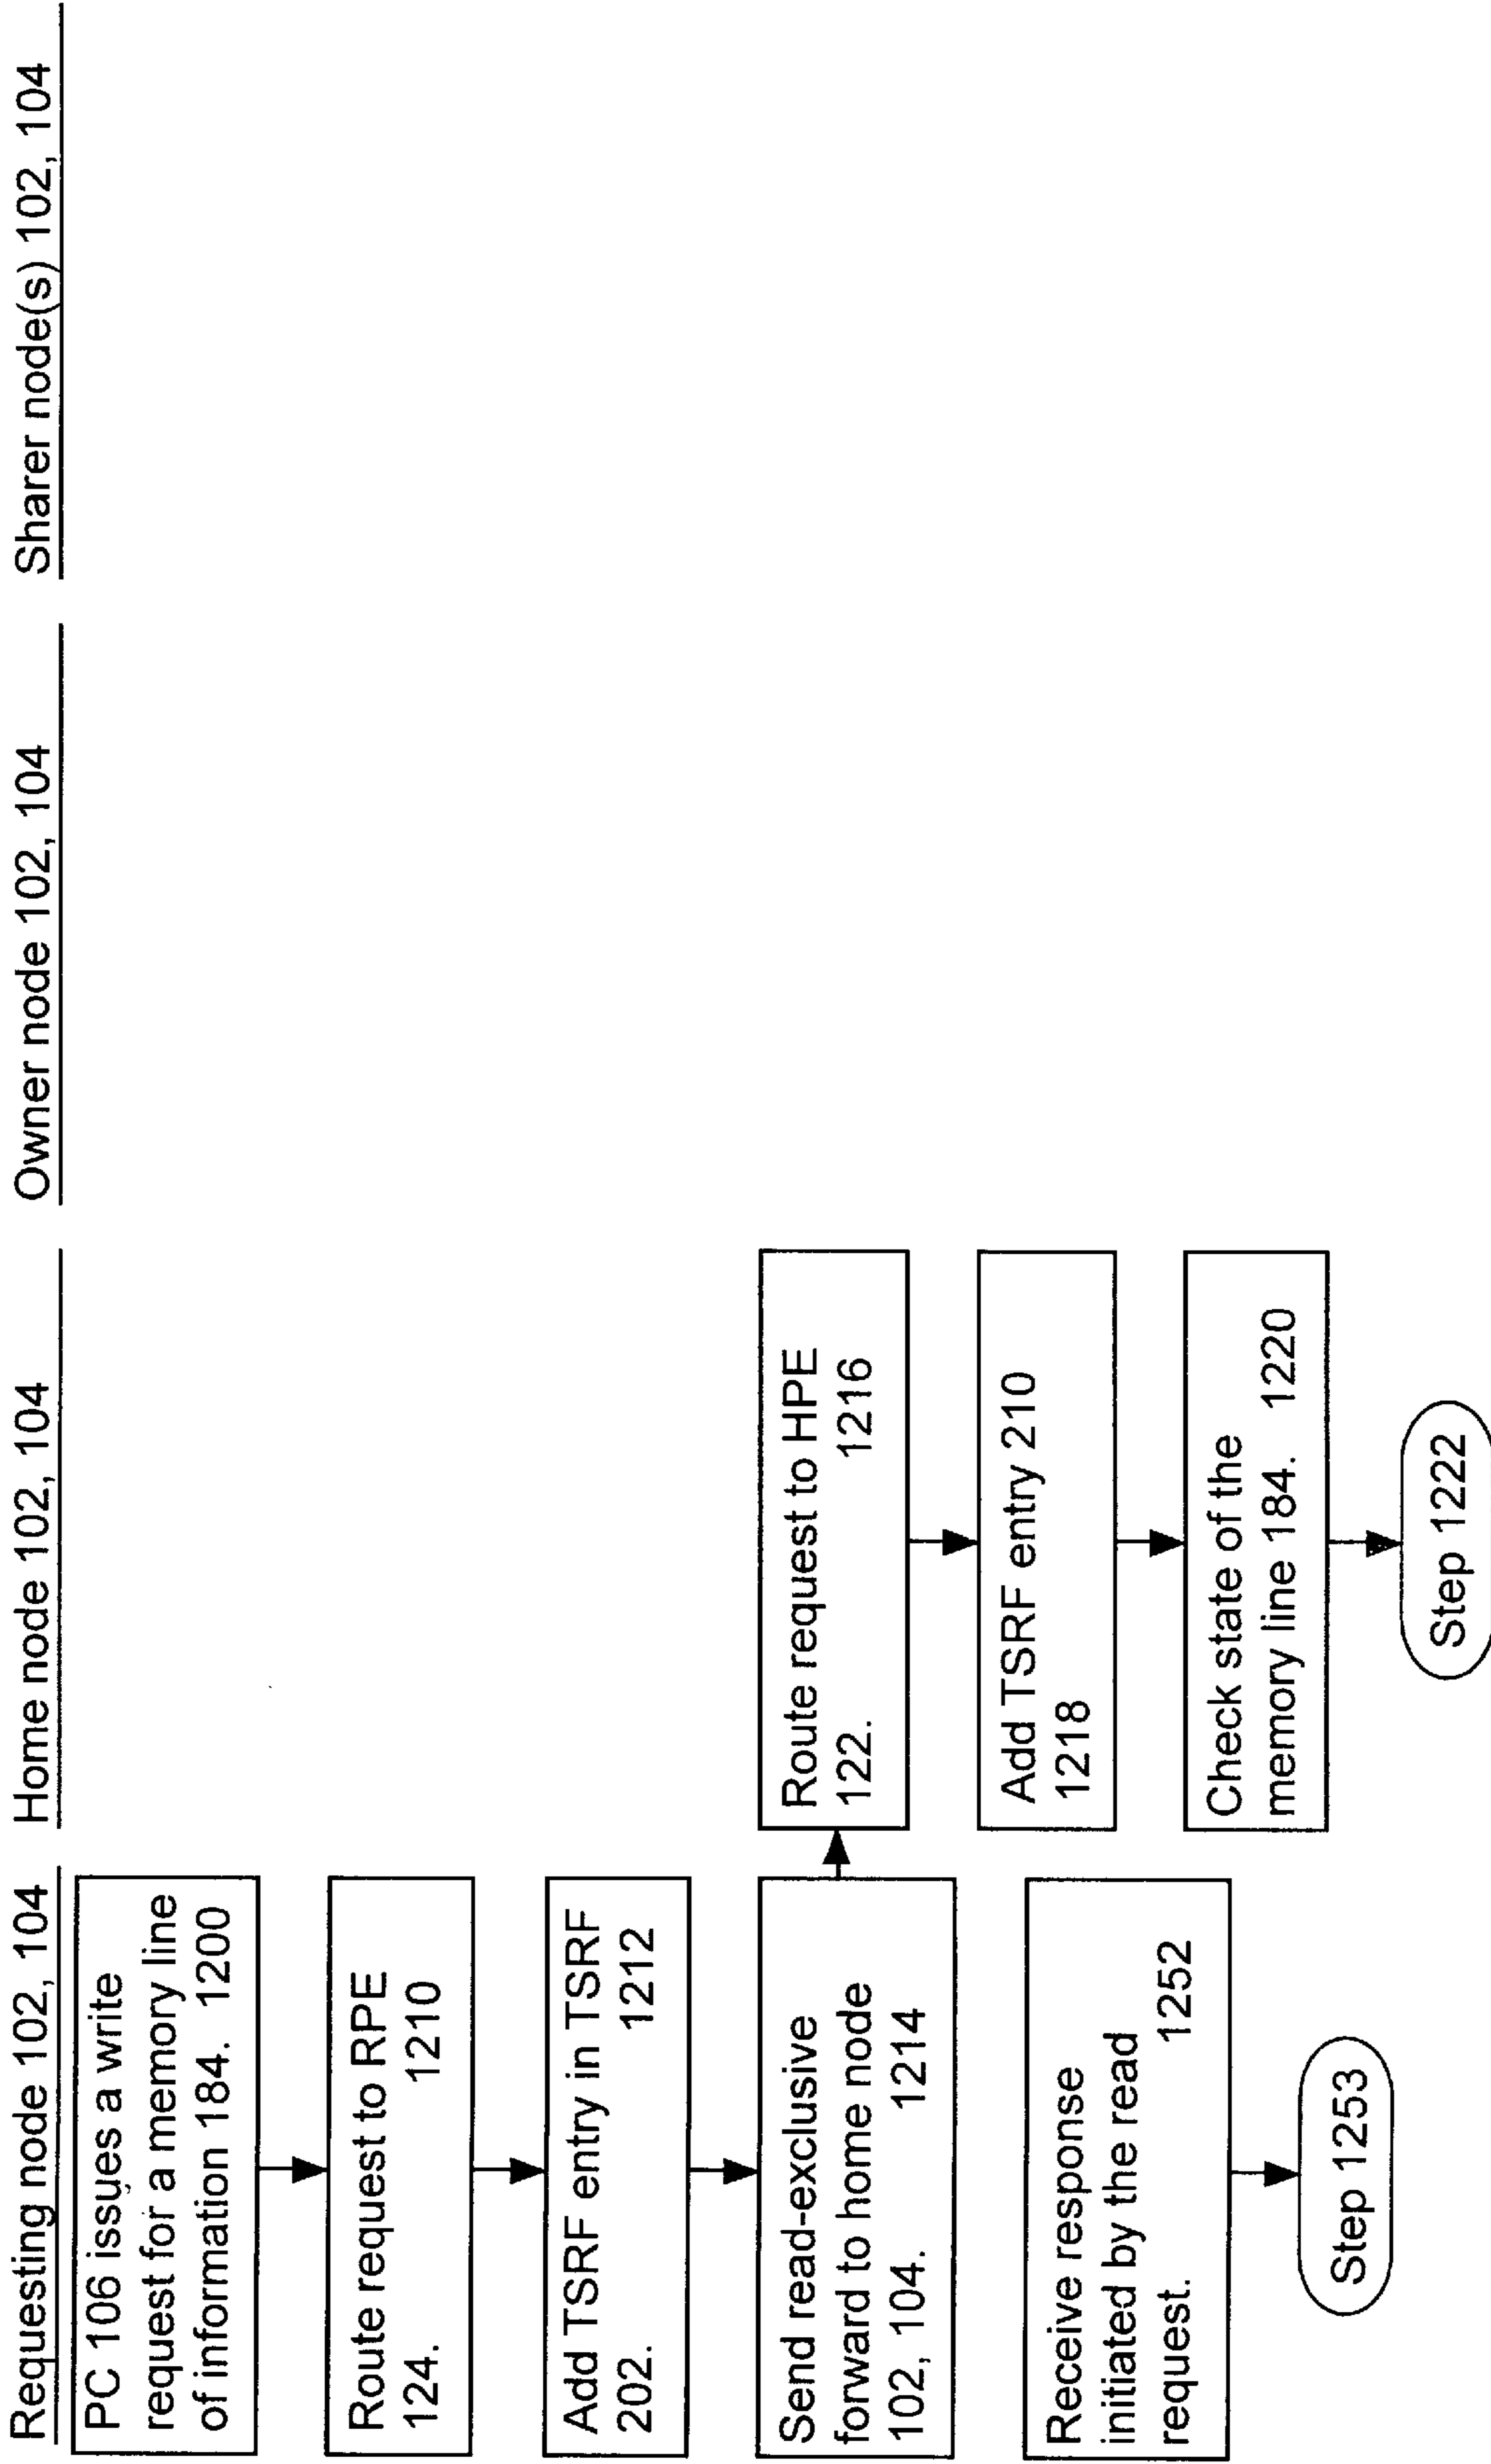 Requesting node 102, 104
Home node 102, 104
Owner node 102, 104
Sharer node(s) 102, 104
PC 106 issues a write
request for a memory line
of information 184. 1200
Route request to RPE
124. 1210
Add TSRF entry in TSRF
202. 1212
Send read-exclusive
forward to home node
102, 104. 1214
Route request to HPE
122. 1216
Add TSRF entry 210
1218
Check state of the
memory line 184. 1220
Step 1222
Receive response
initiated by the read
request. 1252
Step 1253